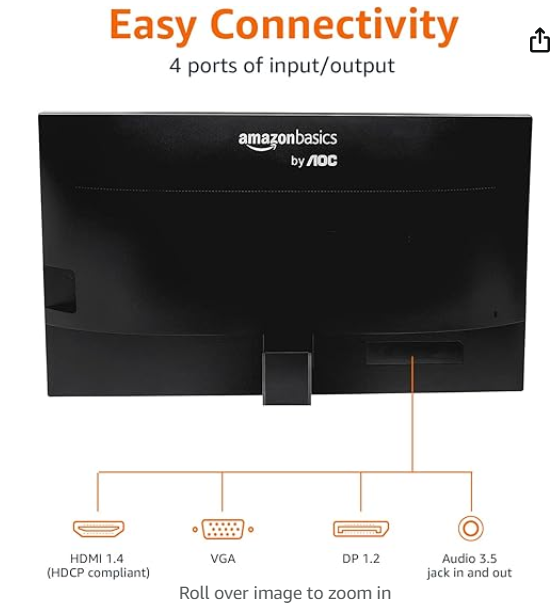 Easy Connectivity
4 ports of input/output
amazonbasics
by AOC
HDMI 1.4
(HDCP compliant)
VGA
DP 1.2
Audio 3.5
jack in and out
Roll over image to zoom in